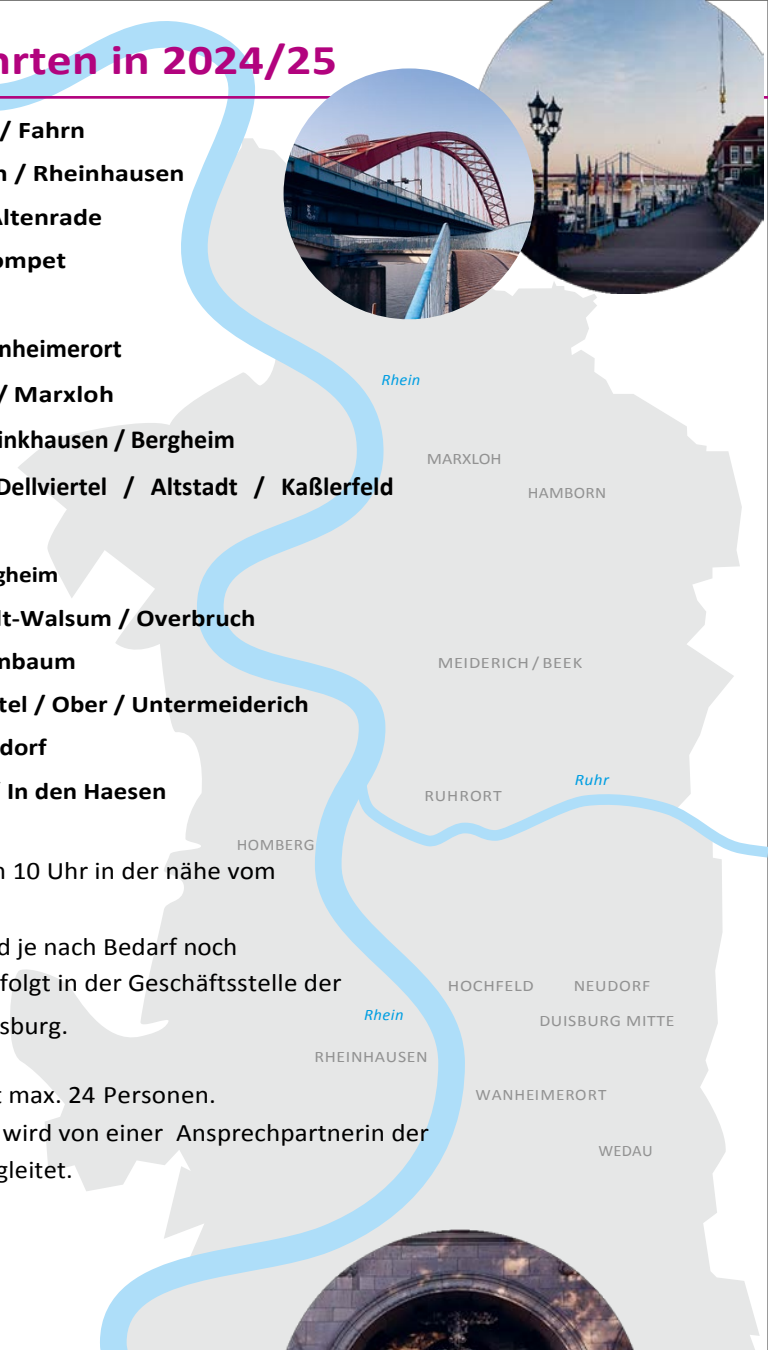 hrten in 2024/25
/ Fahrn
n / Rheinhausen
Altenrade
ompet
nheimerort
/ Marxloh
inkhausen / Bergheim
Dellviertel / Altstadt / Kaßlerfeld
gheim
lt-Walsum / Overbruch
nbaum
tel / Ober / Untermeiderich
dorf
/ In den Haesen
n 10 Uhr in der nähe vom
d je nach Bedarf noch
folgt in der Geschäftsstelle der
sburg.
t max. 24 Personen.
wird von einer Ansprechpartnerin der
gleitet.
Rhein
MARXLOH
HAMBORN
MEIDERICH / BEEK
Ruhr
RUHRORT
HOMBERG
HOCHFELD
NEUDORF
Rhein
DUISBURG MITTE
RHEINHAUSEN
WANHEIMERORT
WEDAU